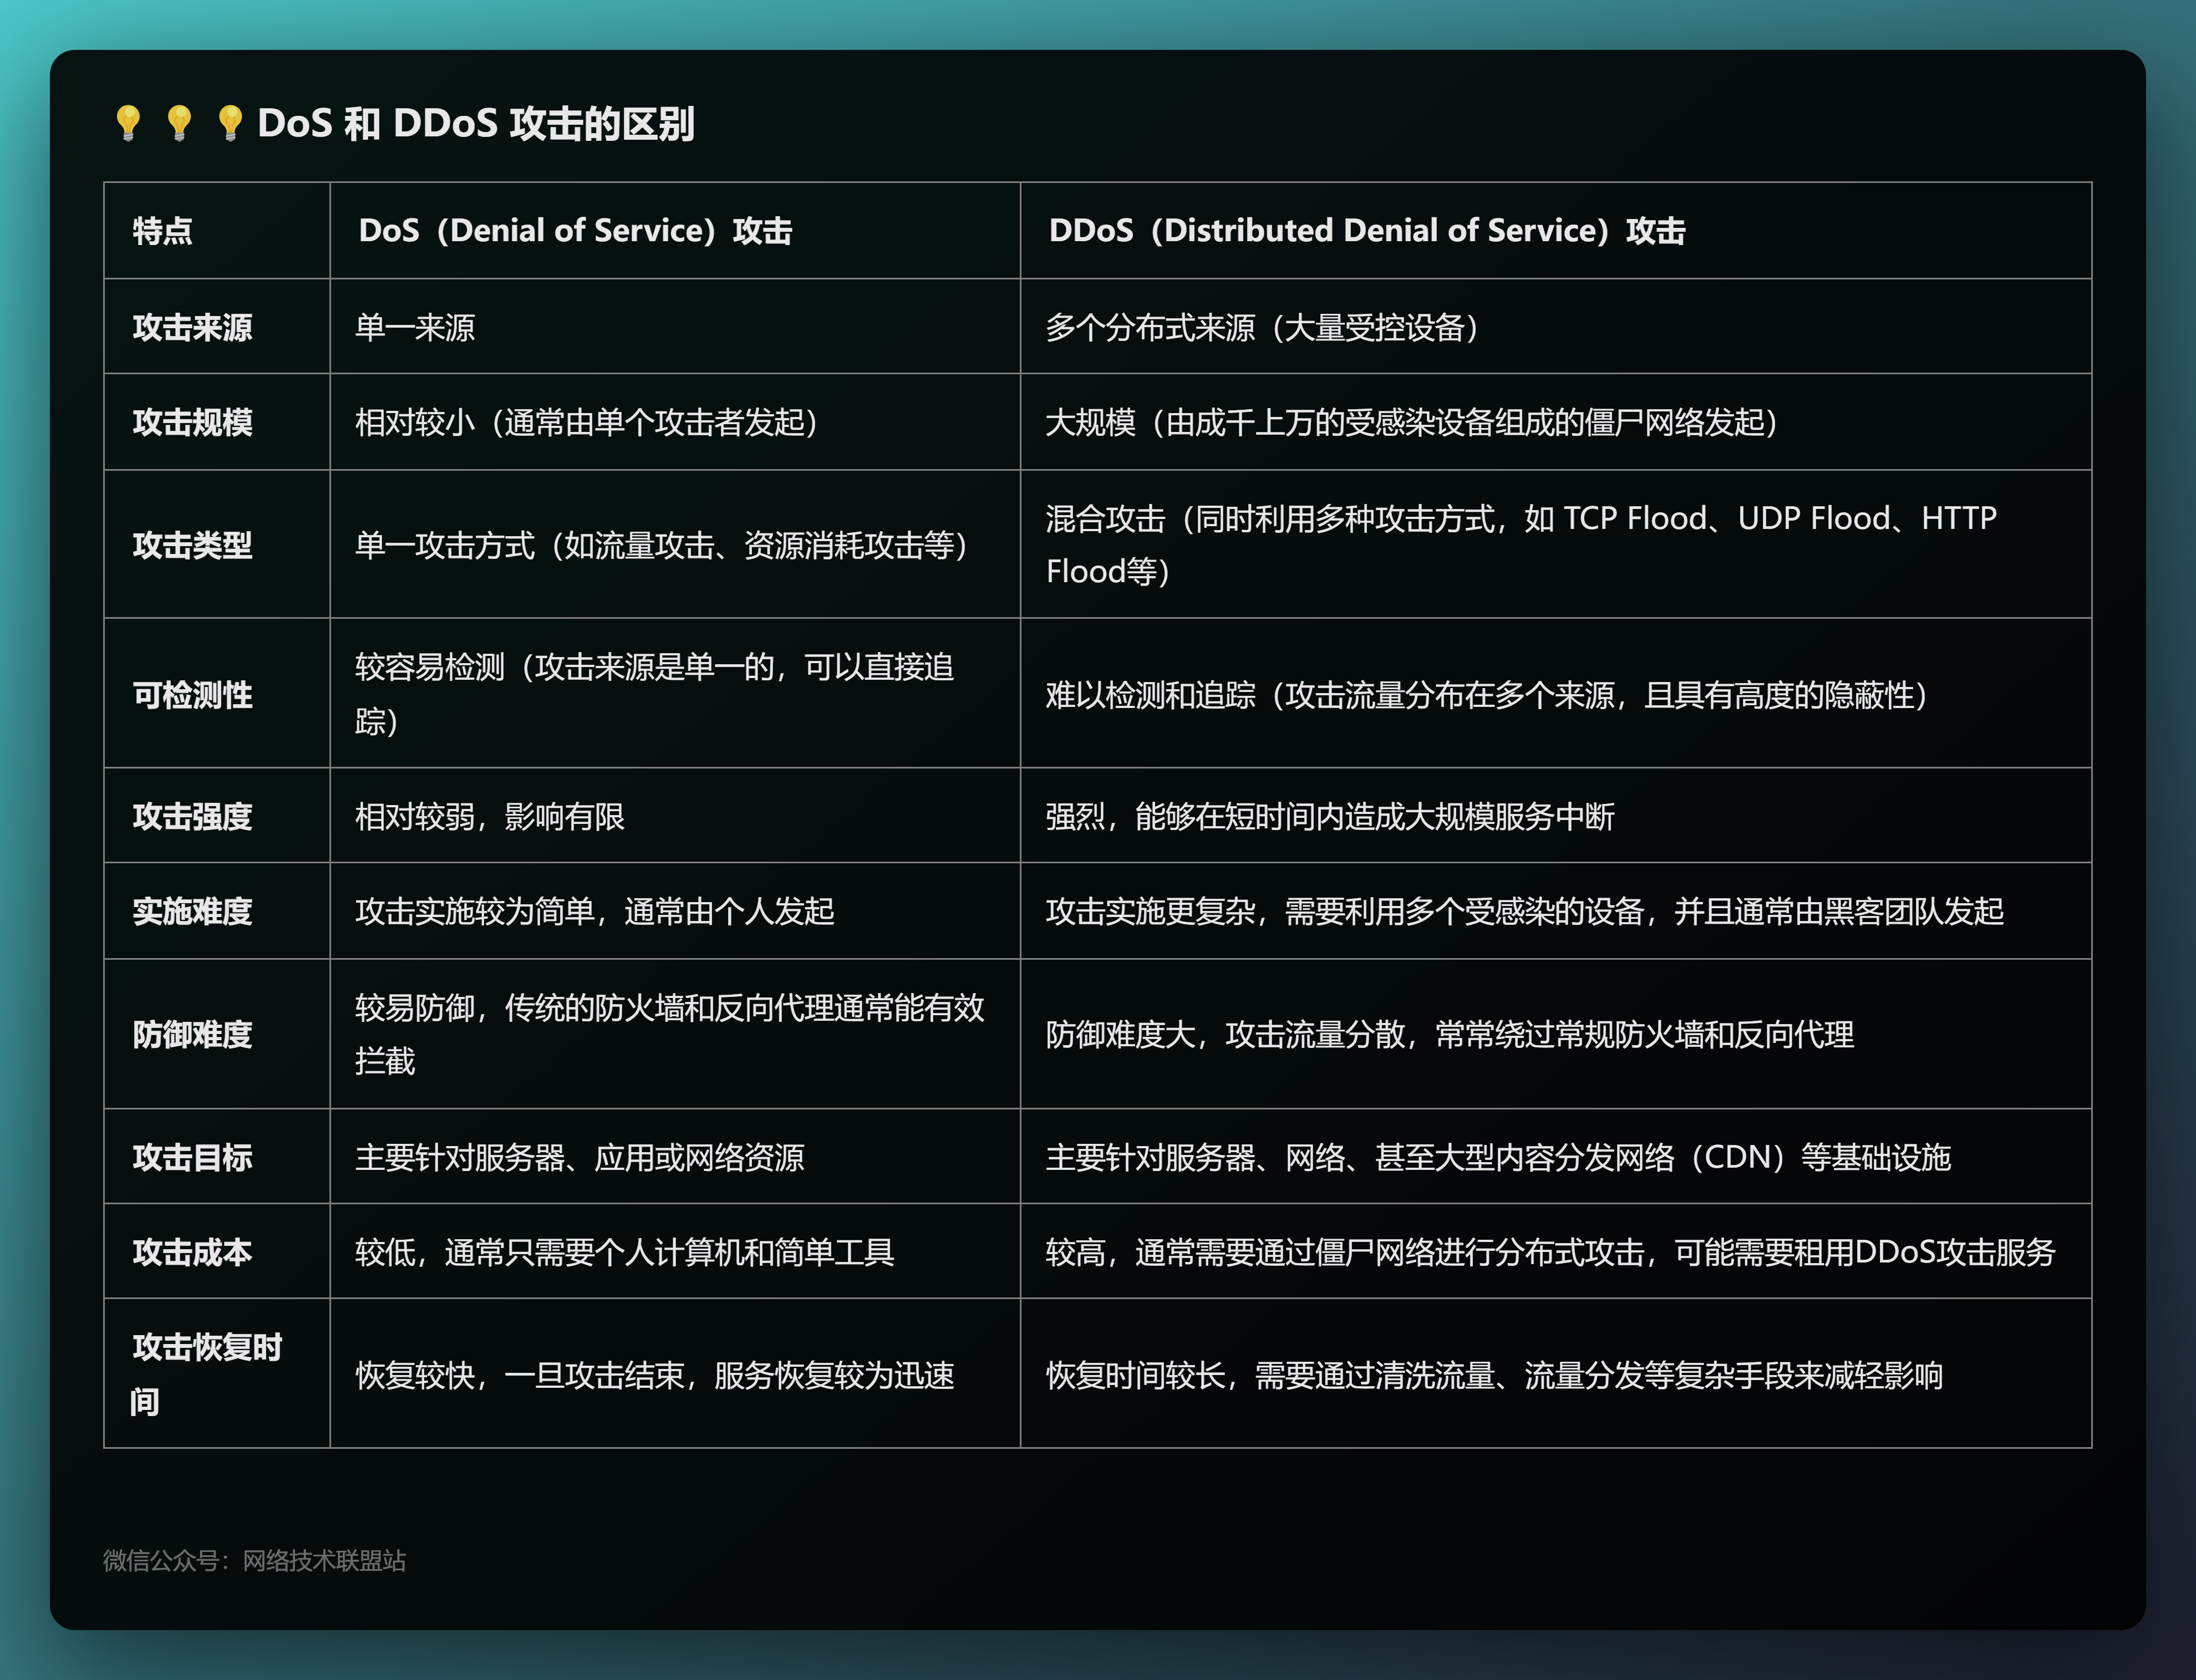 💡 💡 💡 DoS 和 DDoS 攻击的区别
特点
DoS（Denial of Service）攻击
DDoS（Distributed Denial of Service）攻击
攻击来源
单一来源
多个分布式来源（大量受控设备）
攻击规模
相对较小（通常由单个攻击者发起）
大规模（由成千上万的受感染设备组成的僵尸网络发起）
攻击类型
单一攻击方式（如流量攻击、资源消耗攻击等）
混合攻击（同时利用多种攻击方式，如 TCP Flood、UDP Flood、HTTP
Flood等）
可检测性
较容易检测（攻击来源是单一的，可以直接追
踪）
难以检测和追踪（攻击流量分布在多个来源，且具有高度的隐蔽性）
攻击强度
相对较弱，影响有限
强烈，能够在短时间内造成大规模服务中断
实施难度
攻击实施较为简单，通常由个人发起
攻击实施更复杂，需要利用多个受感染的设备，并且通常由黑客团队发起
防御难度
较易防御，传统的防火墙和反向代理通常能有效
拦截
防御难度大，攻击流量分散，常常绕过常规防火墙和反向代理
攻击目标
主要针对服务器、应用或网络资源
主要针对服务器、网络、甚至大型内容分发网络（CDN）等基础设施
攻击成本
较低，通常只需要个人计算机和简单工具
较高，通常需要通过僵尸网络进行分布式攻击，可能需要租用DDoS攻击服务
攻击恢复时
间
恢复较快，一旦攻击结束，服务恢复较为迅速
恢复时间较长，需要通过清洗流量、流量分发等复杂手段来减轻影响
微信公众号：网络技术联盟站